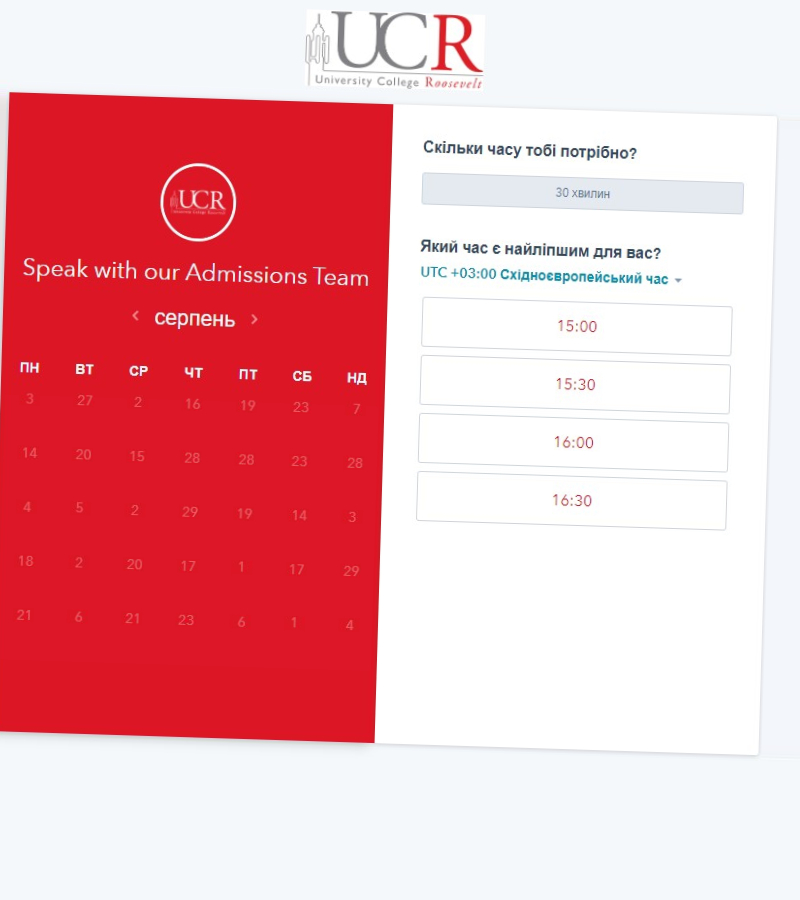 UCR
University College Roosevelt
UCR
University College Roosevelt
Speak with our Admissions Team
серпень
ПН ВТ СР ЧТ ПТ СБ НД
3 27 2 16 19 23 7
14 20 15 28 28 23 28
4 5 2 29 19 14 3
18 2 20 17 1 17 29
21 6 21 23 6 1 4
Скільки часу тобі потрібно?
30 хвилин
Який час є найліпшим для вас?
UTC +03:00 Східноєвропейський час
15:00
15:30
16:00
16:30